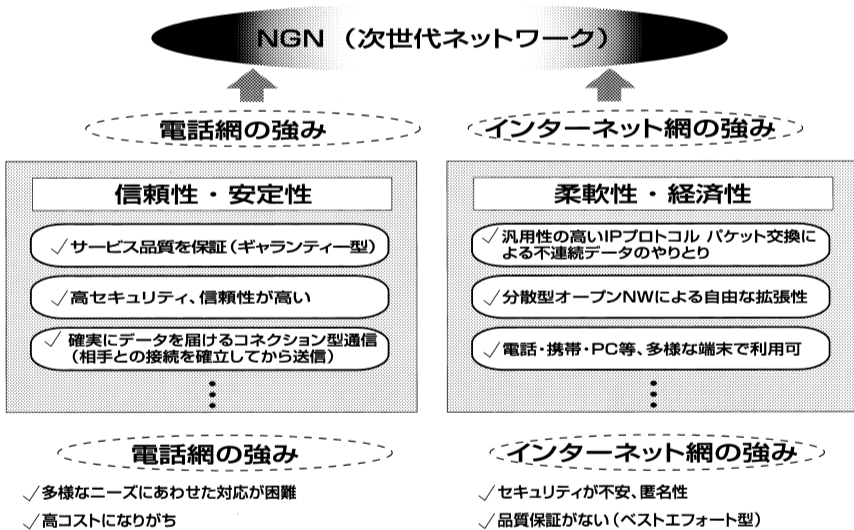 NGN（次世代ネットワーク）
電話網の強み
インターネット網の強み
信頼性・安定性
✓サービス品質を保証（ギャランティー型）
✓高セキュリティ、信頼性が高い
✓確実にデータを届けるコネクション型通信
（相手との接続を確立してから送信）
柔軟性・経済性
✓汎用性の高いIPプロトコル パケット交換に
よる不連続データのやりとり
✓分散型オープンNWによる自由な拡張性
✓電話・携帯・PC等、多様な端末で利用可
電話網の強み
✓多様なニーズにあわせた対応が困難
✓高コストになりがち
インターネット網の強み
✓セキュリティが不安、匿名性
✓品質保証がない（ベストエフォート型）